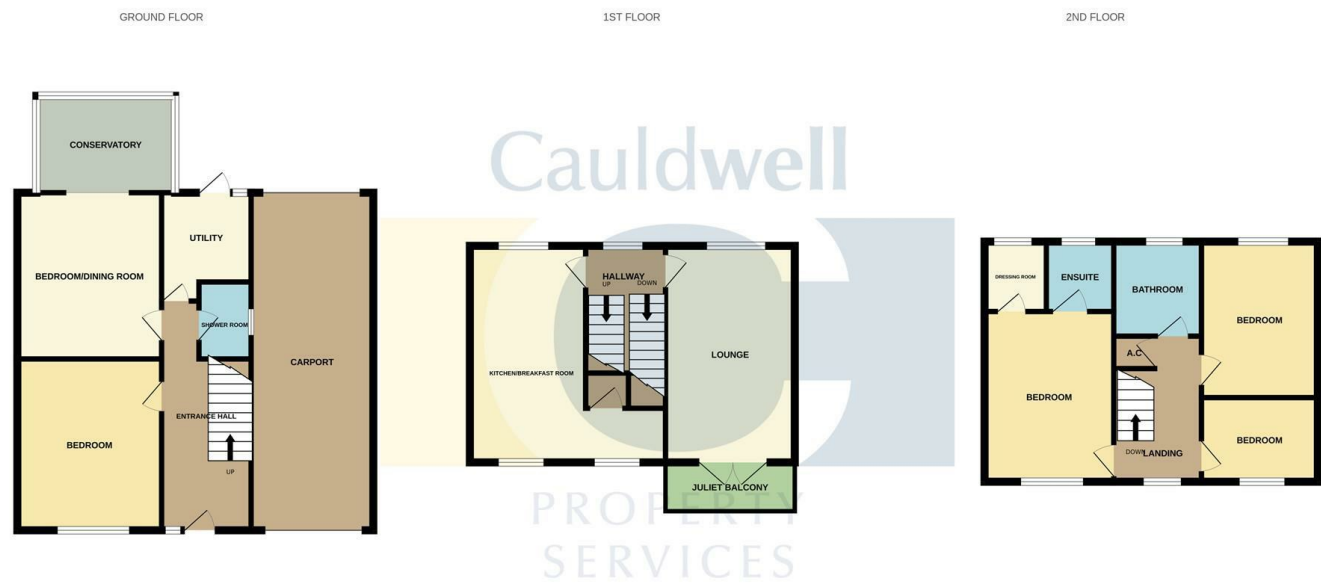 GROUND FLOOR
1ST FLOOR
2ND FLOOR
CONSERVATORY
UTILITY
BEDROOM/DINING ROOM
SHOWER ROOM
CARPORT
ENTRANCE HALL
BEDROOM
UP
Cauldwell
HALLWAY
UP
DOWN
LOUNGE
KITCHEN/BREAKFAST ROOM
JULIET BALCONY
PROPERTY
SERVICES
DRESSING ROOM
ENSUITE
BATHROOM
BEDROOM
A.C
BEDROOM
BEDROOM
DOWN
LANDING